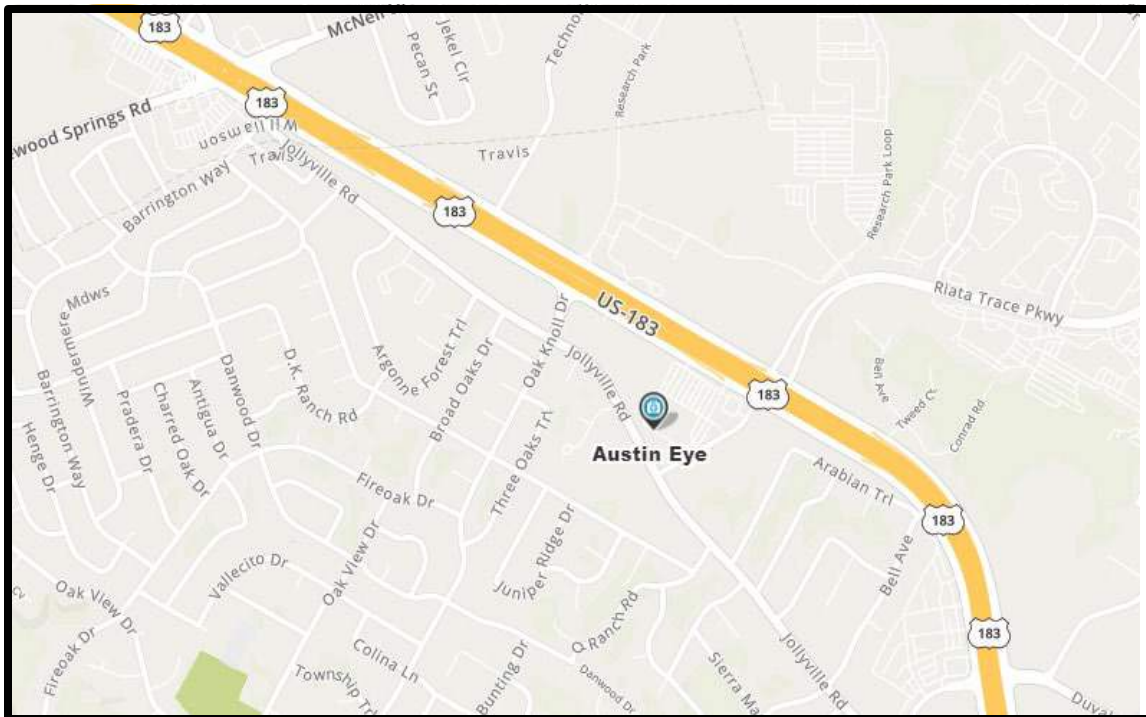 183
McNeil
Pecan St
Jekel Cir
Research Park
183
wood Springs Rd
Williamson
Travis
Travis
Jollyville Rd
Barrington Way
183
Research Park Loop
Riata Trace Pkwy
US-183
Mdws
Windermere
Oak Knoll Dr
Forest Trl
Argonne
Broad Oaks Dr
D.K. Ranch Rd
Danwood Dr
Jollyville Rd
183
Bell Ave
Tweed Ct
Conrad Rd
Barrington Way
Pradera Dr
Antigua Dr
Charred Oak Dr
Henge Dr
Three Oaks Trl
Austin Eye
Arabian Trl
Fireoak Dr
183
Oak View Dr
Juniper Ridge Dr
Bell Ave
Vallecito Dr
Oak View Dr
Q Ranch Rd
183
Fireoak Dr
Colina Ln
Township Trl
Bunting Dr
Danwood Dr
Sierra Ma
Jollyville Rd
Duval